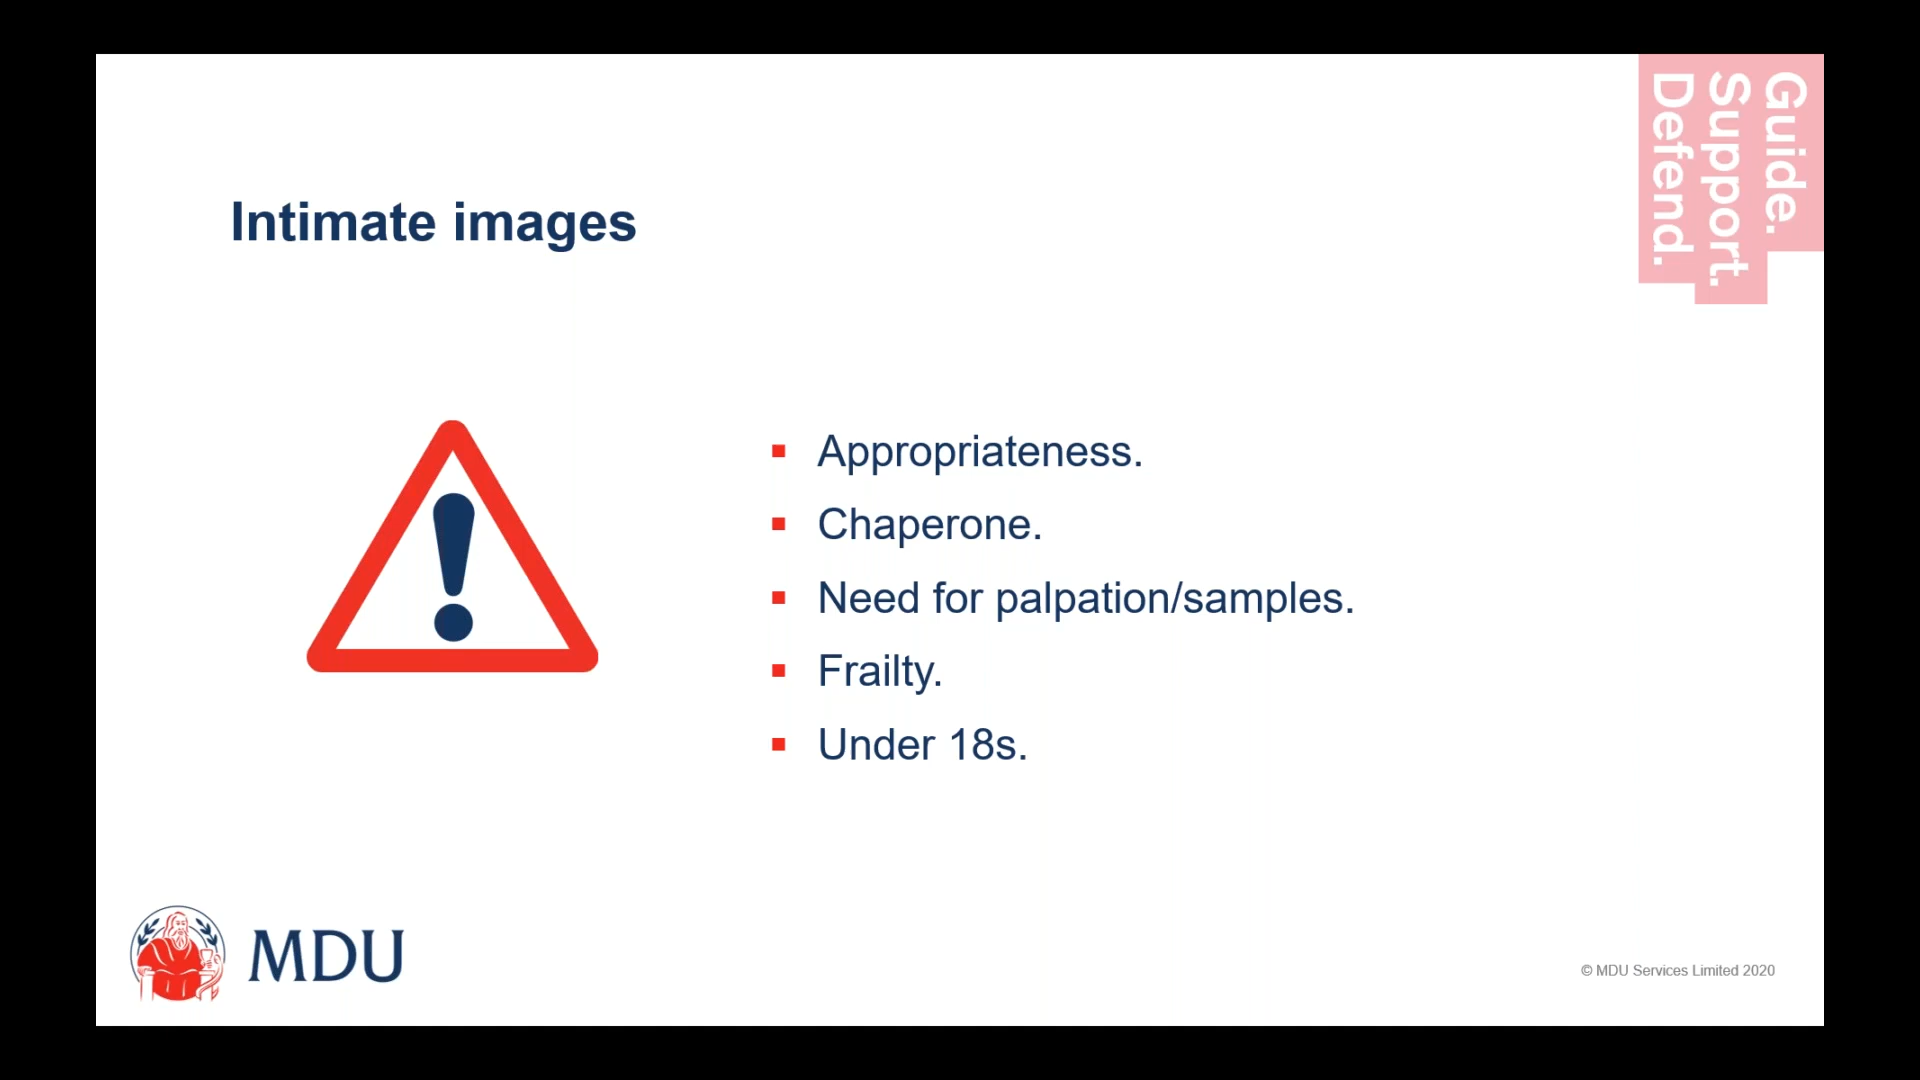 Guide.
Support.
Defend.
Intimate images
Appropriateness.
Chaperone.
Need for palpation/samples.
Frailty.
Under 18s.
MDU
© MDU Services Limited 2020